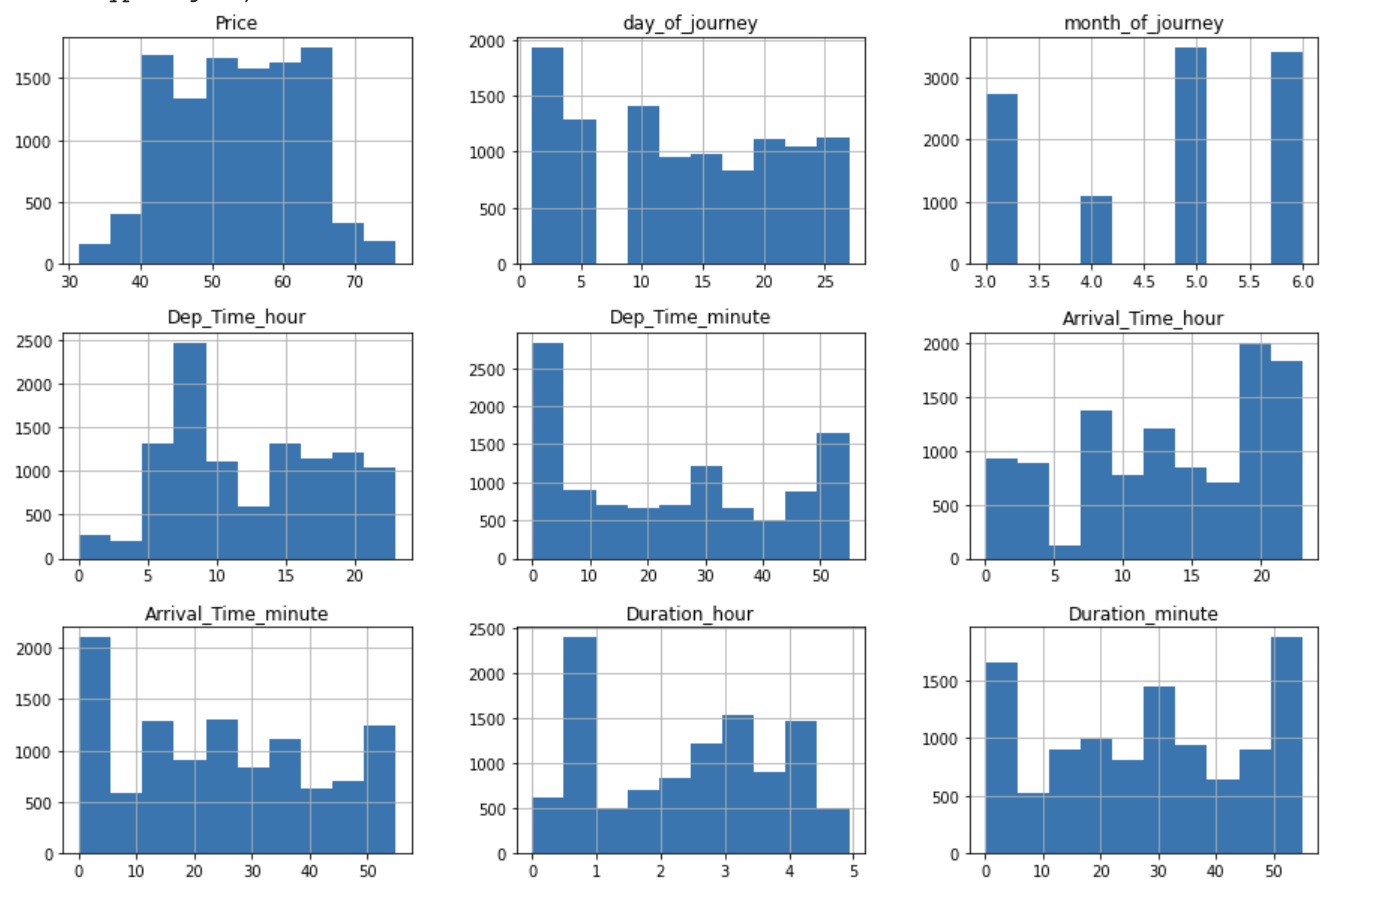 Price day_of_journey month_of_journey
2000
1500 3000
1500
1000 2000
1000
500 1000
500
0 0 0
30 40 50 60 70 0 5 10 15 20 25 3.0 3.5 4.0 4.5 5.0 5.5 6.0
Dep_Time_hour Dep_Time_minute Arrival_Time_hour
2500 2000
2500
2000 2000 1500
1500 1500 1000
1000 1000
500 500 500
0 0 0
0 5 10 15 20 0 10 20 30 40 50 0 5 10 15 20
Arrival_Time_minute Duration_hour Duration_minute
2500
2000 2000 1500
1500 1500
1000 1000 1000
500 500 500
0 0 0
0 10 20 30 40 50 0 1 2 3 4 5 0 10 20 30 40 50